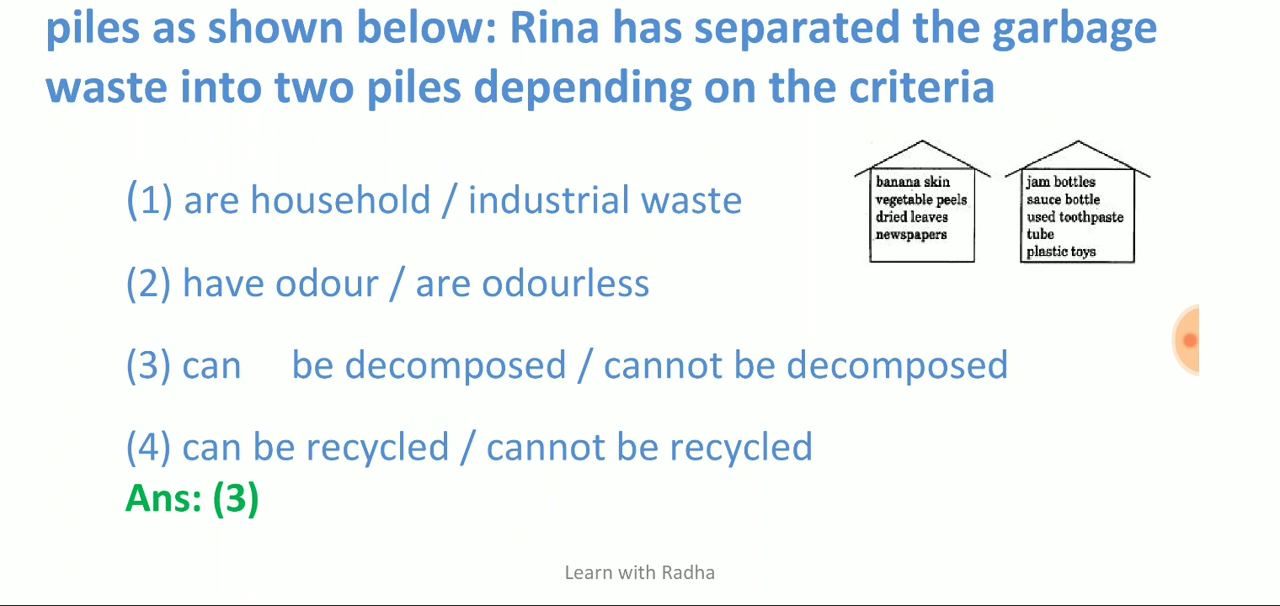 piles as shown below: Rina has separated the garbage
waste into two piles depending on the criteria
banana skin
vegetable peels
dried leaves
newspapers
jam bottles
sauce bottle
used toothpaste
tube
plastic toys
(1) are household / industrial waste
(2) have odour / are odourless
(3) can be decomposed / cannot be decomposed
(4) can be recycled / cannot be recycled
Ans: (3)
Learn with Radha